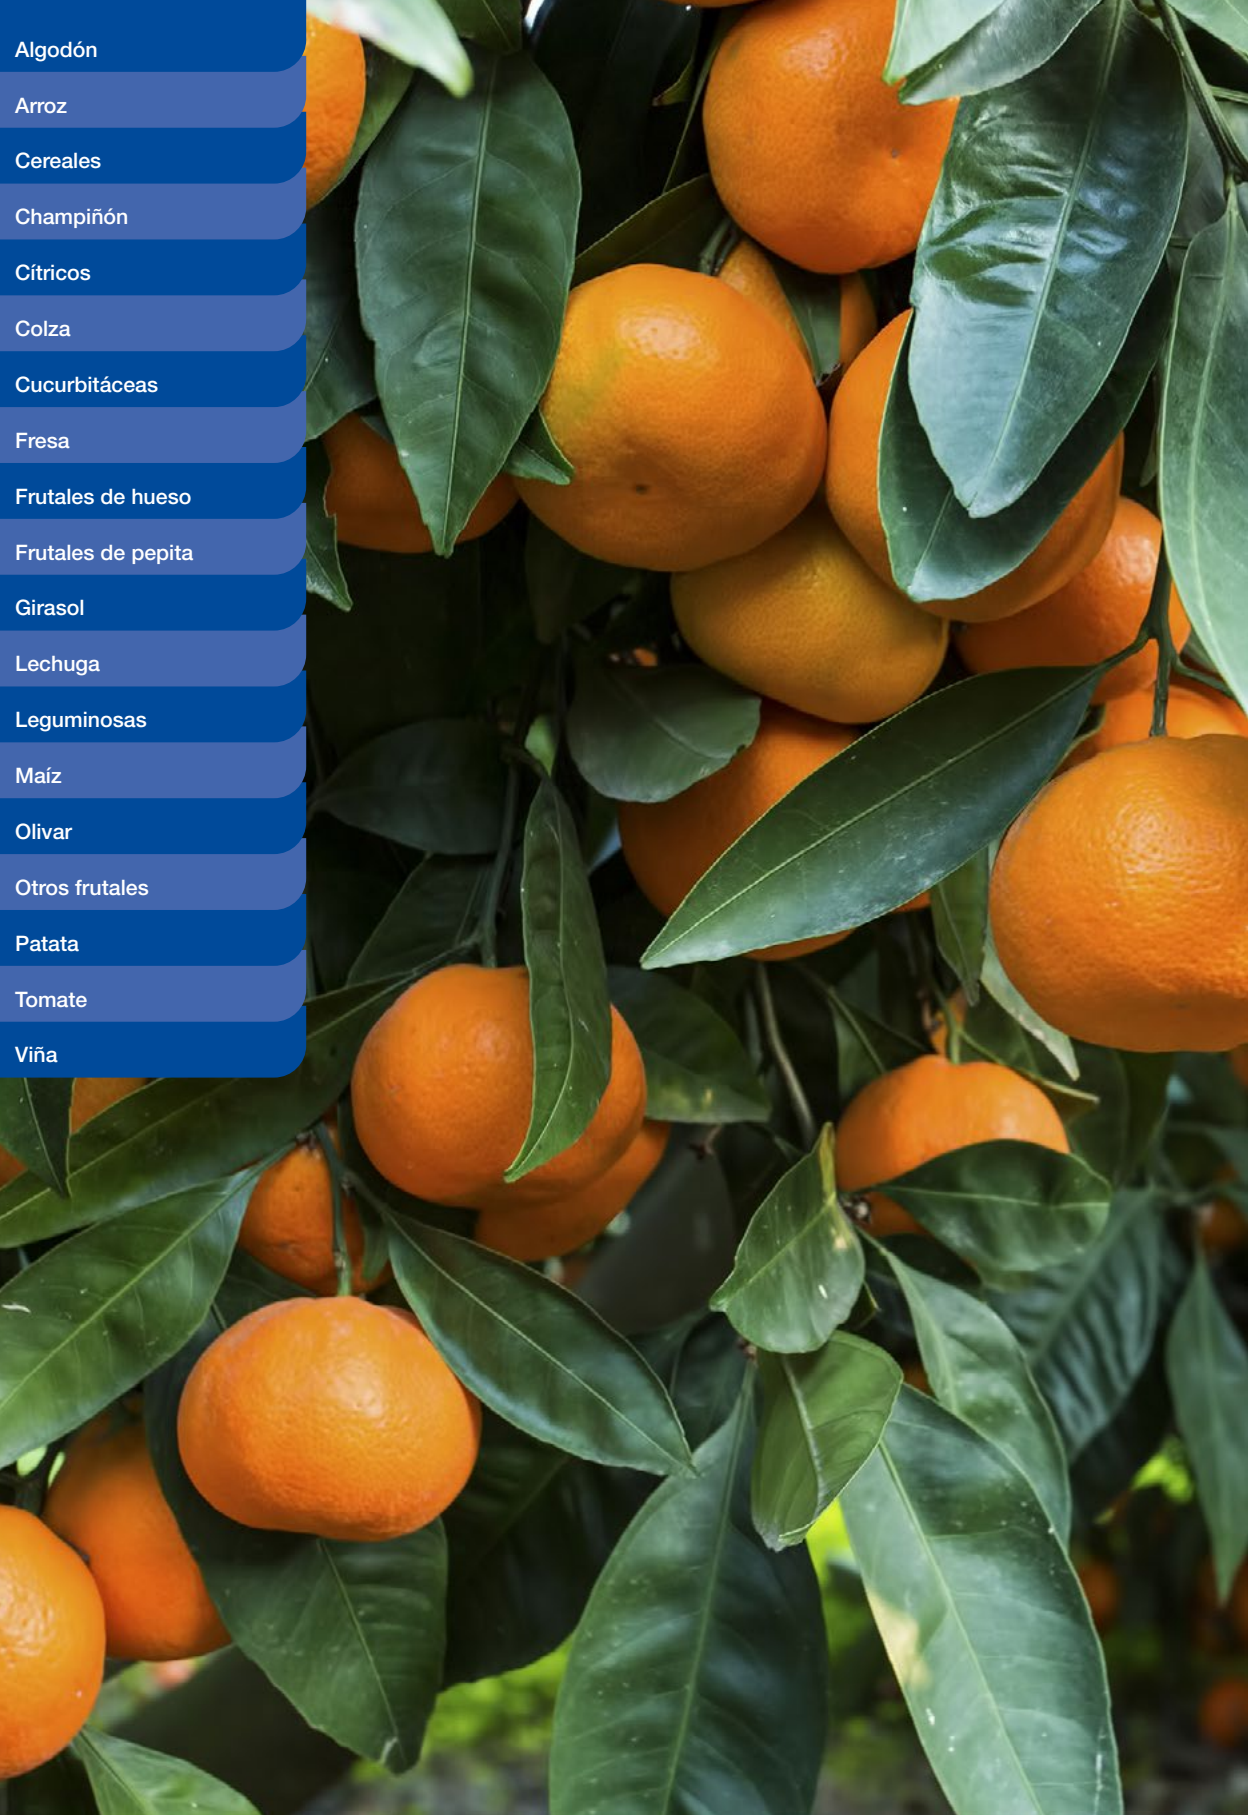 Algodón
Arroz
Cereales
Champiñón
Cítricos
Colza
Cucurbitáceas
Fresa
Frutales de hueso
Frutales de pepita
Girasol
Lechuga
Leguminosas
Maíz
Olivar
Otros frutales
Patata
Tomate
Viña